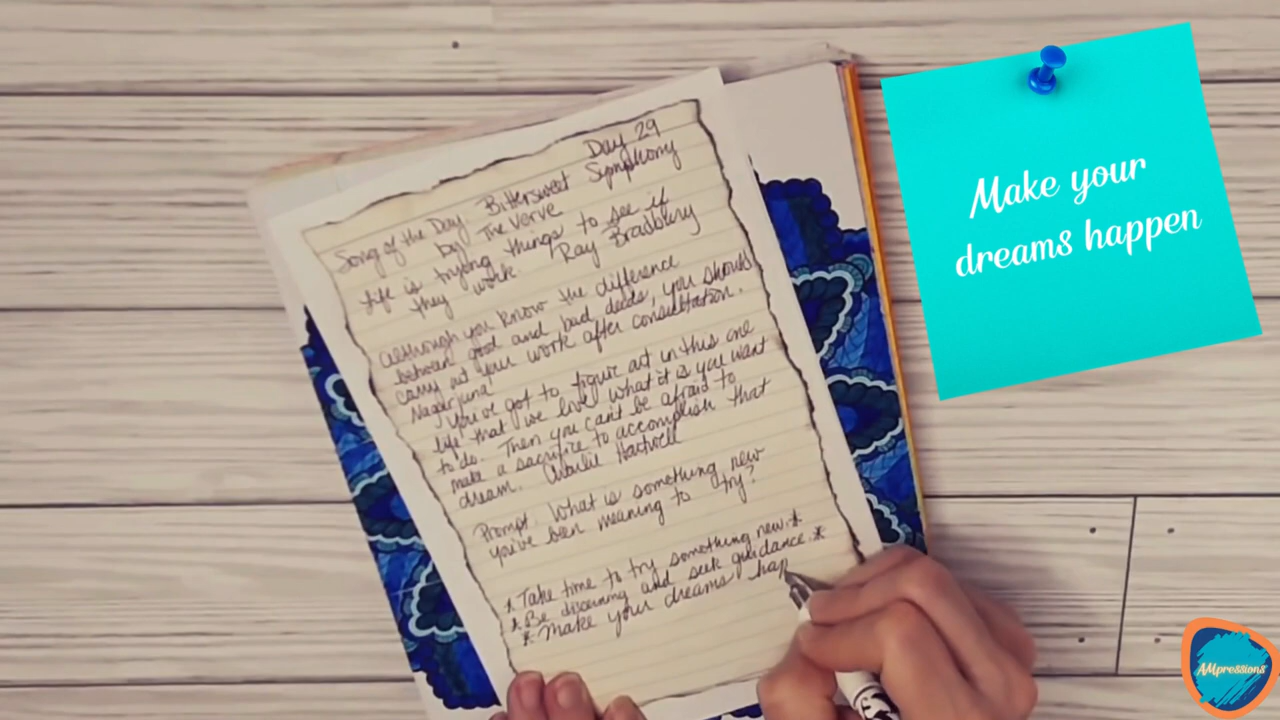 Day 29
Song of the Day: Bittersweet Symphony
by The Verve
Life is trying things to see if
they work. Ray Bradbury
Although you know the difference
between good and bad deeds, you should
carry out your work after consultation.
Nagarjuna
You've got to figure out in this one
life that we live, what it is you want
to do. Then you can't be afraid to
make a sacrifice to accomplish that
dream. Charlie Hartwell
Prompt: What is something new
you've been meaning to try?
* Take time to try something new. *
* Be discerning and seek guidance. *
* Make your dreams hap
Make your
dreams happen
AMpressions